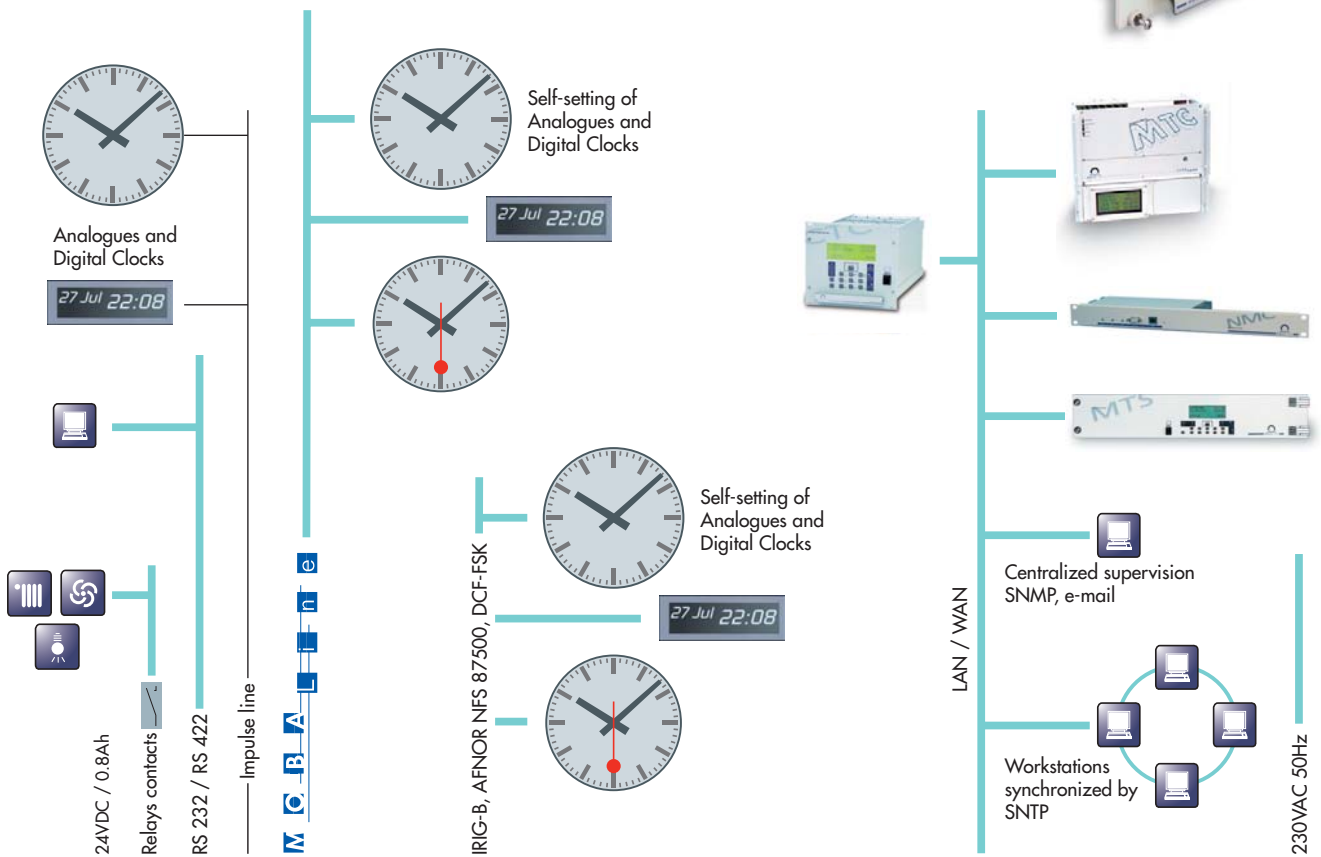 Analogues and
Digital Clocks
27 Jul 22:08
24VDC / 0.8Ah
Relays contacts
RS 232 / RS 422
Impulse line
MOBALine
Self-setting of
Analogues and
Digital Clocks
27 Jul 22:08
IRIG-B, AFNOR NFS 87500, DCF-FSK
Self-setting of
Analogues and
Digital Clocks
27 Jul 22:08
LAN / WAN
MTC
NMC
MTS
Centralized supervision
SNMP, e-mail
Workstations
synchronized by
SNTP
230VAC 50Hz